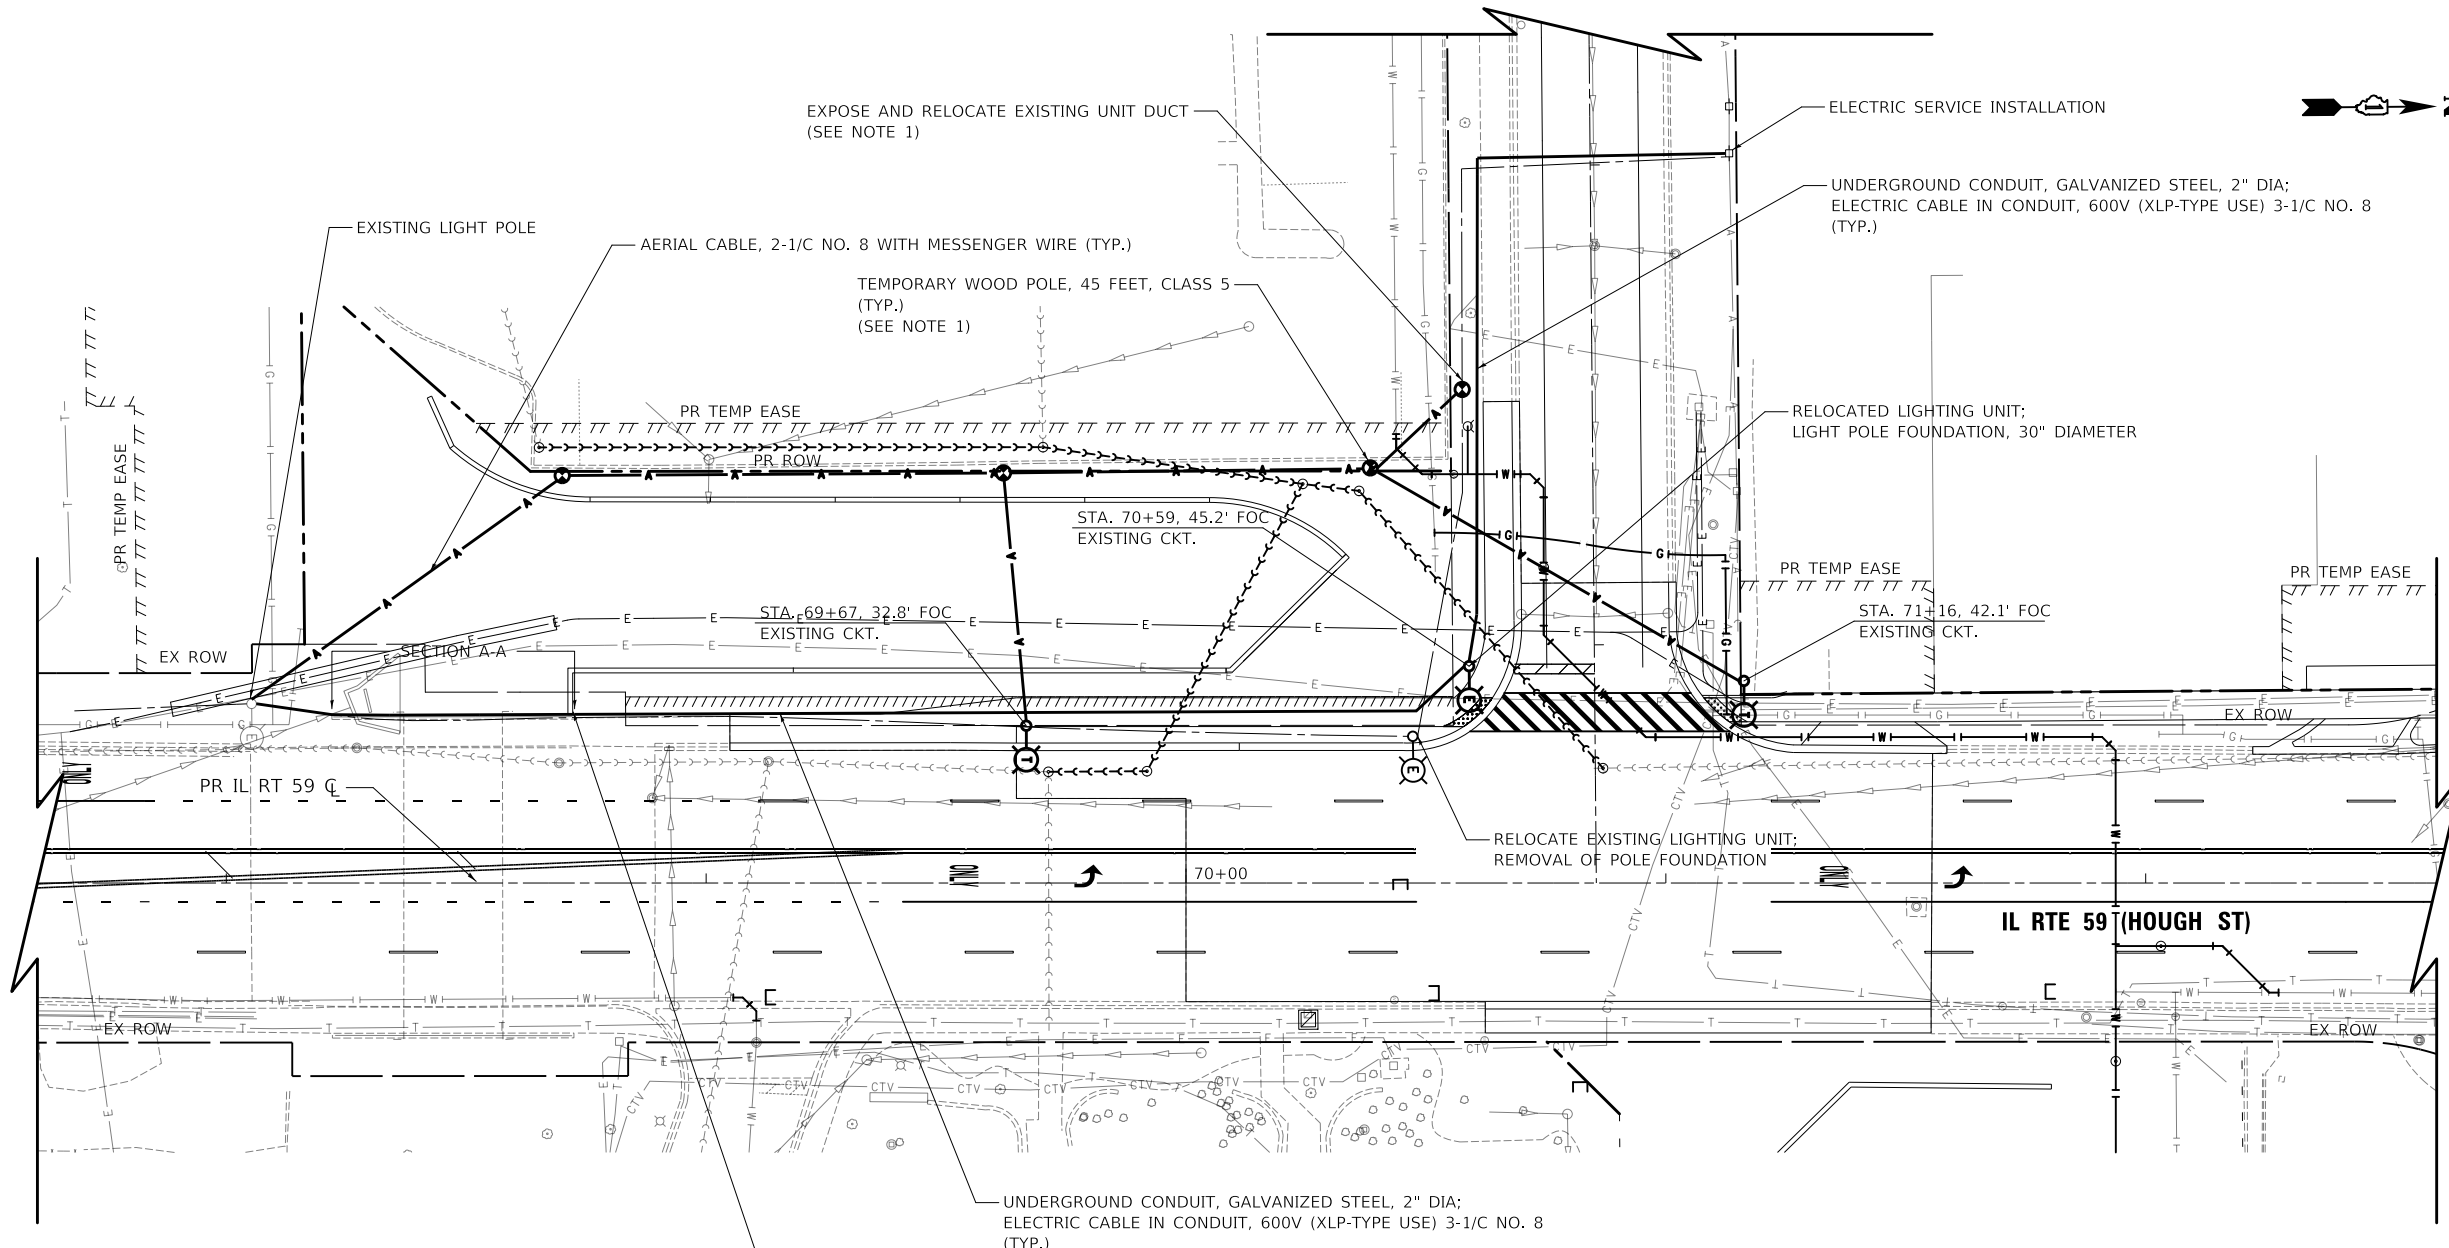 EXPOSE AND RELOCATE EXISTING UNIT DUCT
(SEE NOTE 1)
ELECTRIC SERVICE INSTALLATION
UNDERGROUND CONDUIT, GALVANIZED STEEL, 2" DIA;
ELECTRIC CABLE IN CONDUIT, 600V (XLP-TYPE USE) 3-1/C NO. 8
(TYP.)
EXISTING LIGHT POLE
AERIAL CABLE, 2-1/C NO. 8 WITH MESSENGER WIRE (TYP.)
TEMPORARY WOOD POLE, 45 FEET, CLASS 5
(TYP.)
(SEE NOTE 1)
RELOCATED LIGHTING UNIT;
LIGHT POLE FOUNDATION, 30" DIAMETER
PR TEMP EASE
PR ROW
PR TEMP EASE
STA. 70+59, 45.2' FOC
EXISTING CKT.
PR TEMP EASE
PR TEMP EASE
STA. 69+67, 32.8' FOC
EXISTING CKT.
STA. 71+16, 42.1' FOC
EXISTING CKT.
EX ROW
SECTION A-A
EX ROW
PR IL RT 59 ℄
RELOCATE EXISTING LIGHTING UNIT;
REMOVAL OF POLE FOUNDATION
70+00
IL RTE 59 (HOUGH ST)
EX ROW
EX ROW
UNDERGROUND CONDUIT, GALVANIZED STEEL, 2" DIA;
ELECTRIC CABLE IN CONDUIT, 600V (XLP-TYPE USE) 3-1/C NO. 8
(TYP.)